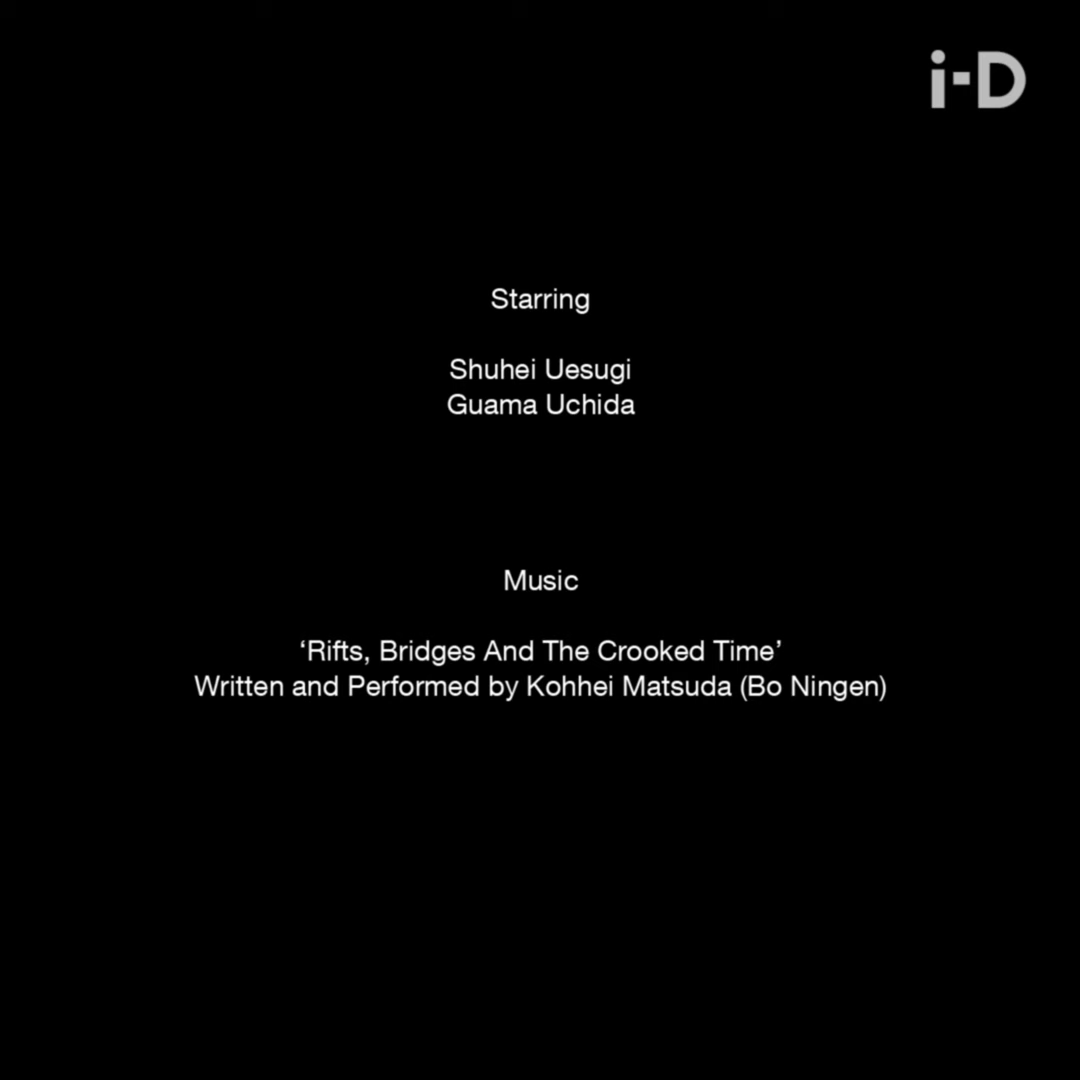 i-D
Starring
Shuhei Uesugi
Guama Uchida
Music
‘Rifts, Bridges And The Crooked Time’
Written and Performed by Kohhei Matsuda (Bo Ningen)